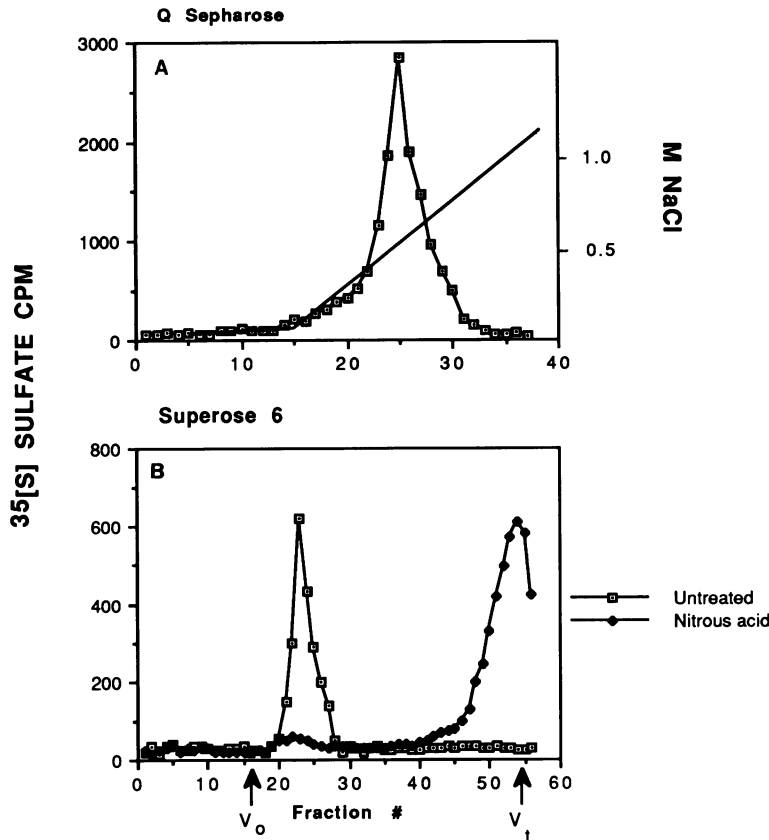 Q Sepharose
A
3000
2000
1000
0
0 10 20 30 40
1.0
0.5
M NaCl
35[S] SULFATE CPM
Superose 6
B
800
600
400
200
0
0 10 20 30 40 50 60
Untreated
Nitrous acid
Vo
Fraction #
Vt